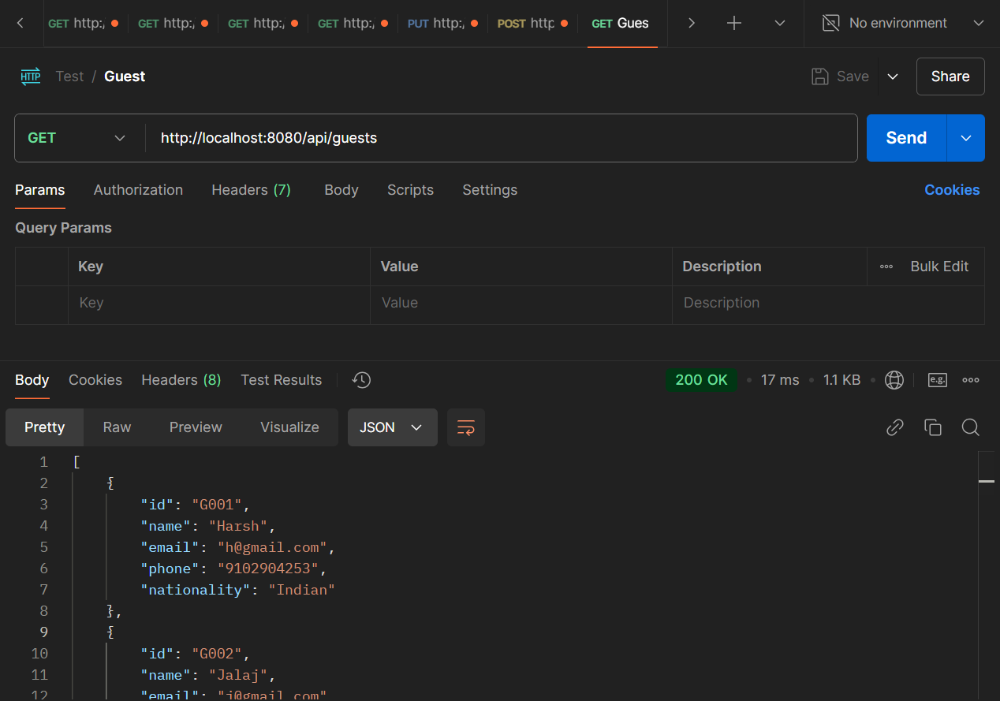 GET http:/ GET http:/ GET http:/ GET http:/ PUT http:/ POST http GET Gues No environment
HTTP Test / Guest Save Share
GET http://localhost:8080/api/guests Send
Params Authorization Headers (7) Body Scripts Settings Cookies
Query Params
Key Value Description Bulk Edit
Key Value Description
Body Cookies Headers (8) Test Results 200 OK 17 ms 1.1 KB e.g.
Pretty Raw Preview Visualize JSON
1 [
2 {
3 "id": "G001",
4 "name": "Harsh",
5 "email": "h@gmail.com",
6 "phone": "9102904253",
7 "nationality": "Indian"
8 },
9 {
10 "id": "G002",
11 "name": "Jalaj",
12 "email": "j@gmail.com"